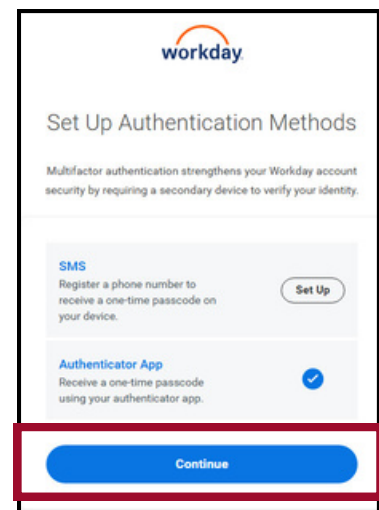 workday.
Set Up Authentication Methods
Multifactor authentication strengthens your Workday account
security by requiring a secondary device to verify your identity.
SMS
Register a phone number to
receive a one-time passcode on
your device.
Set Up
Authenticator App
Receive a one-time passcode
using your authenticator app.
Continue